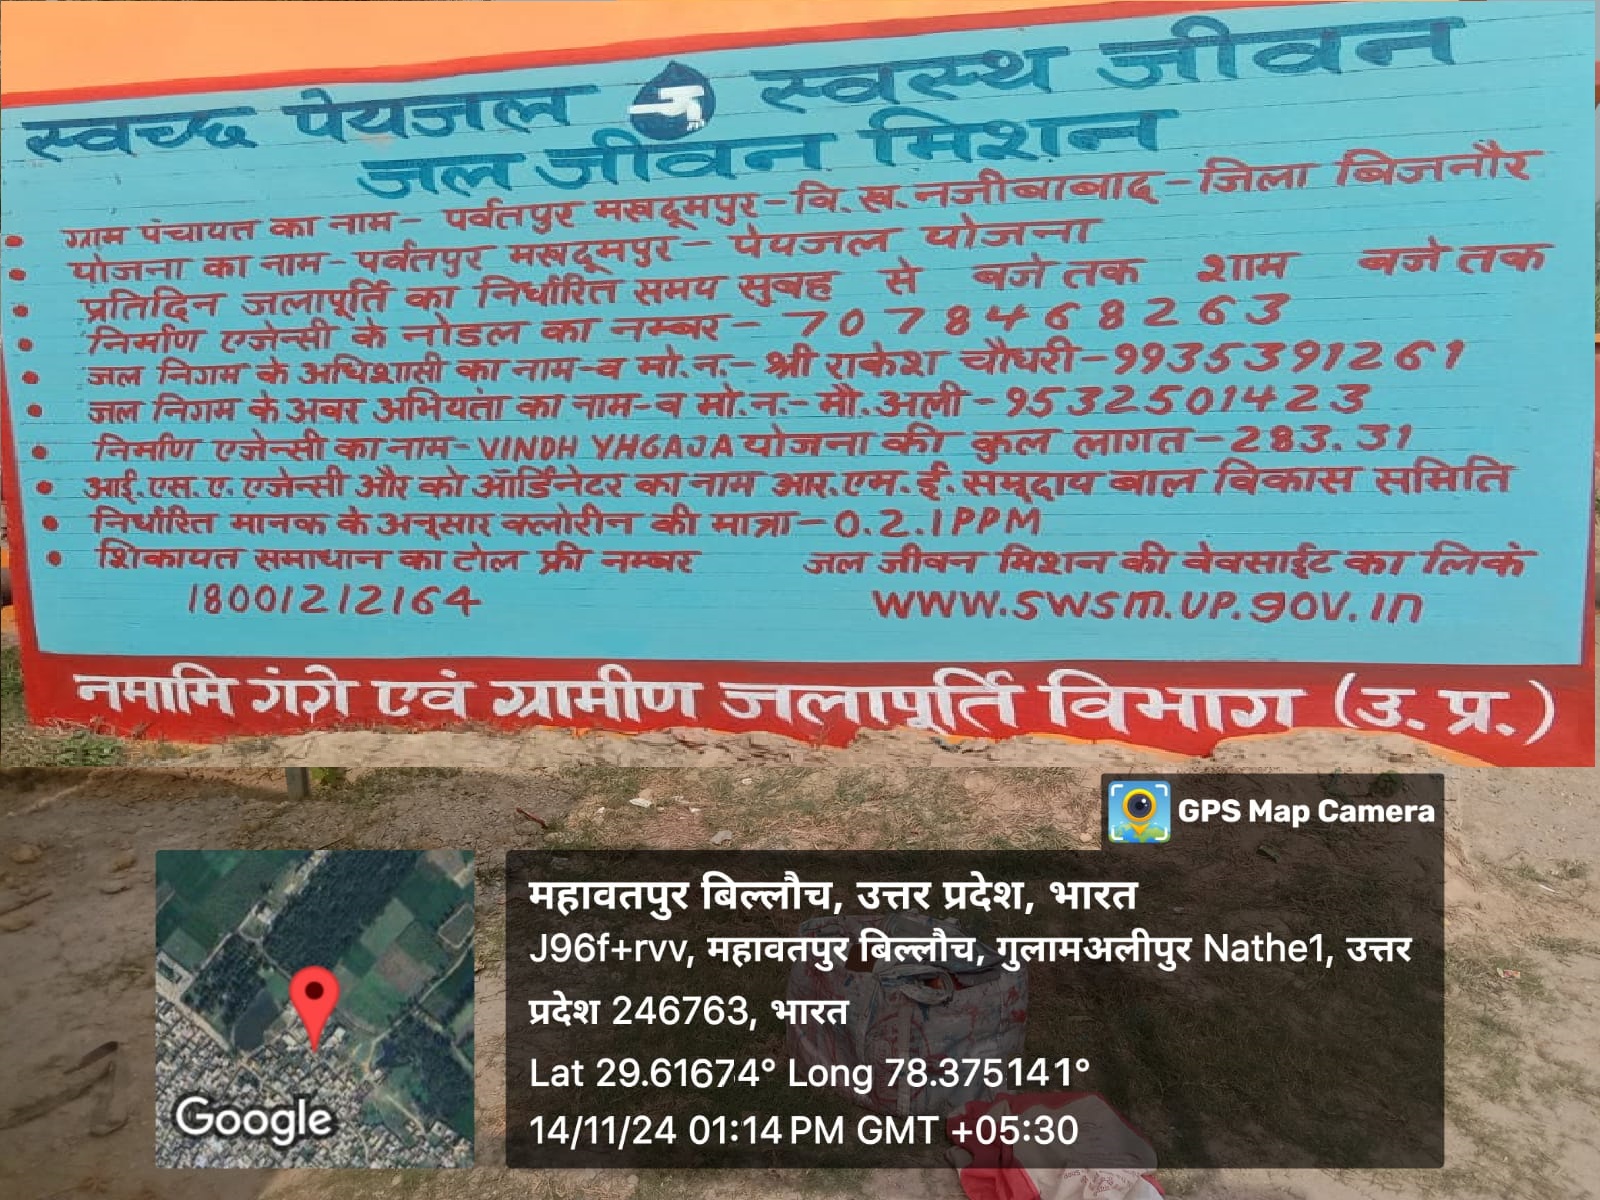 स्वच्छ पेयजल स्वस्थ जीवन
जल जीवन मिशन
• ग्राम पंचायत का नाम- पर्वतपुर मखदूमपुर-वि.ख.नजीबाबाद-जिला बिजनौर
• योजना का नाम-पर्वतपुर मखदूमपुर- पेयजल योजना
• प्रतिदिन जलापूर्ति का निर्धारित समय सुबह से बजे तक शाम बजे तक
• निर्माण एजेन्सी के नोडल का नम्बर- 7078468263
• जल निगम के अधिशासी का नाम-व मो.न.- श्री राकेश चौधरी-9935391261
• जल निगम के अवर अभियंता का नाम-व मो.न.- मौ.अली-9532501423
• निर्माण एजेन्सी का नाम-VINDH YHGAJA योजना की कुल लागत-283.31
• आई.एस.ए.एजेन्सी और को ऑर्डिनेटर का नाम आर.एम.ई.समुदाय बाल विकास समिति
• निर्धारित मानक के अनुसार क्लोरीन की मात्रा-0.2.1PPM
• शिकायत समाधान का टोल फ्री नम्बर जल जीवन मिशन की वेवसाईट का लिकं
18001212164 www.swsm.up.gov.in
नमामि गंगे एवं ग्रामीण जलापूर्ति विभाग (उ.प्र.)
GPS Map Camera
महावतपुर बिल्लौच, उत्तर प्रदेश, भारत
J96f+rvv, महावतपुर बिल्लौच, गुलामअलीपुर Nathe1, उत्तर
प्रदेश 246763, भारत
Lat 29.61674° Long 78.375141°
14/11/24 01:14 PM GMT +05:30
Google